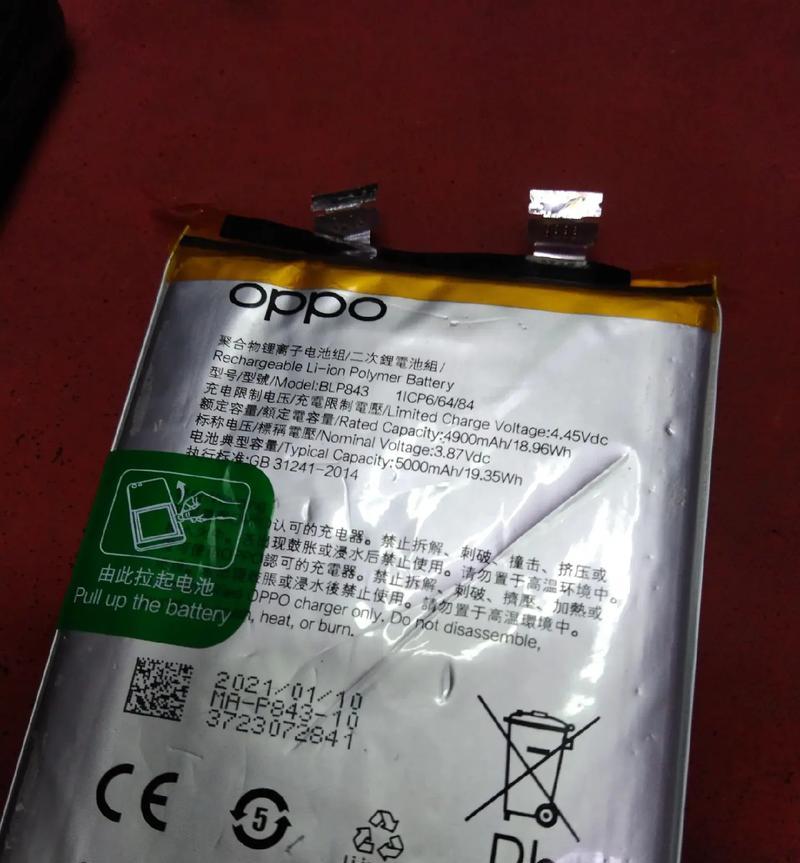 oppo
聚合物锂离子电池组/二次鋰電池組/
Rechargeable Li-ion Polymer Battery
型号/型號/Model:BLP843 1ICP6/64/84
充电限制电压/充電限制電壓/Limited Charge Voltage:4.45Vdc
额定容量/額定電容量/Rated Capacity:4900mAh/18.96Wh
标称电压/標稱電壓/Nominal Voltage:3.87Vdc
电池典型容量/Typical Capacity:5000mAh/19.35Wh
执行标准:GB 31241-2014
认可的充电器。禁止拆解、刺破、撞击、挤压或
出现鼓胀或浸水后禁止使用。请勿置于高温环境中。
認可的充電器。禁止拆解、刺破、擠壓、加熱或
鼓脹或浸水後禁止使用。請勿置于高溫環境中。
OPPO charger only. Do not disassemble,
heat, or burn.
由此拉起电池
Pull up the battery
2021/01/10
MA-F843-10
3723072841
CE
5